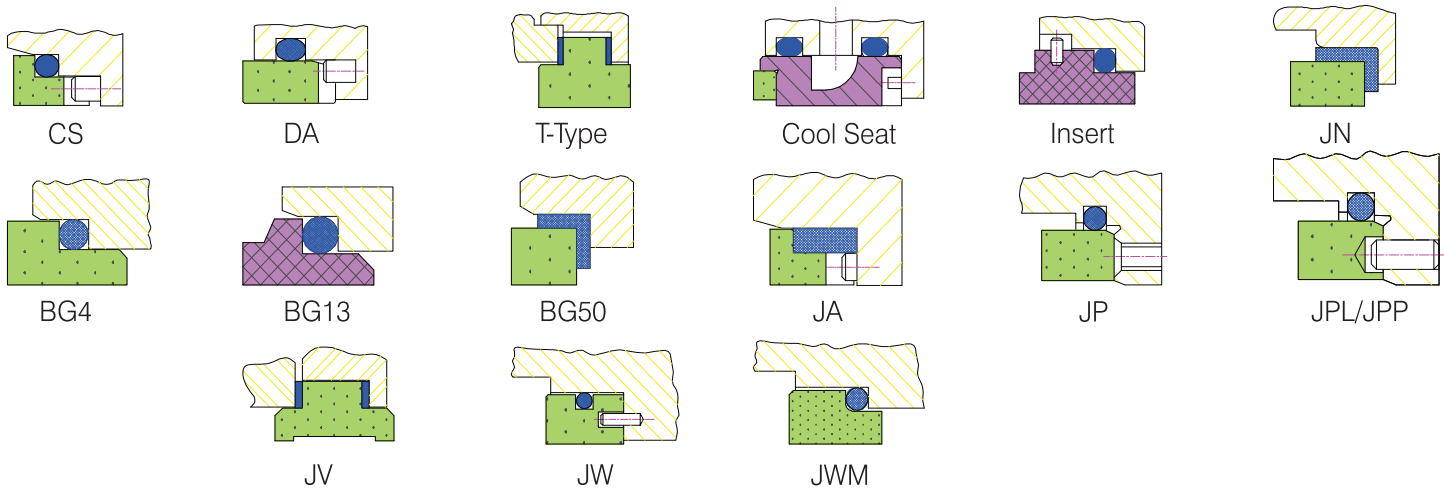 CS
DA
T-Type
Cool Seat
Insert
JN
BG4
BG13
BG50
JA
JP
JPL/JPP
JV
JW
JWM